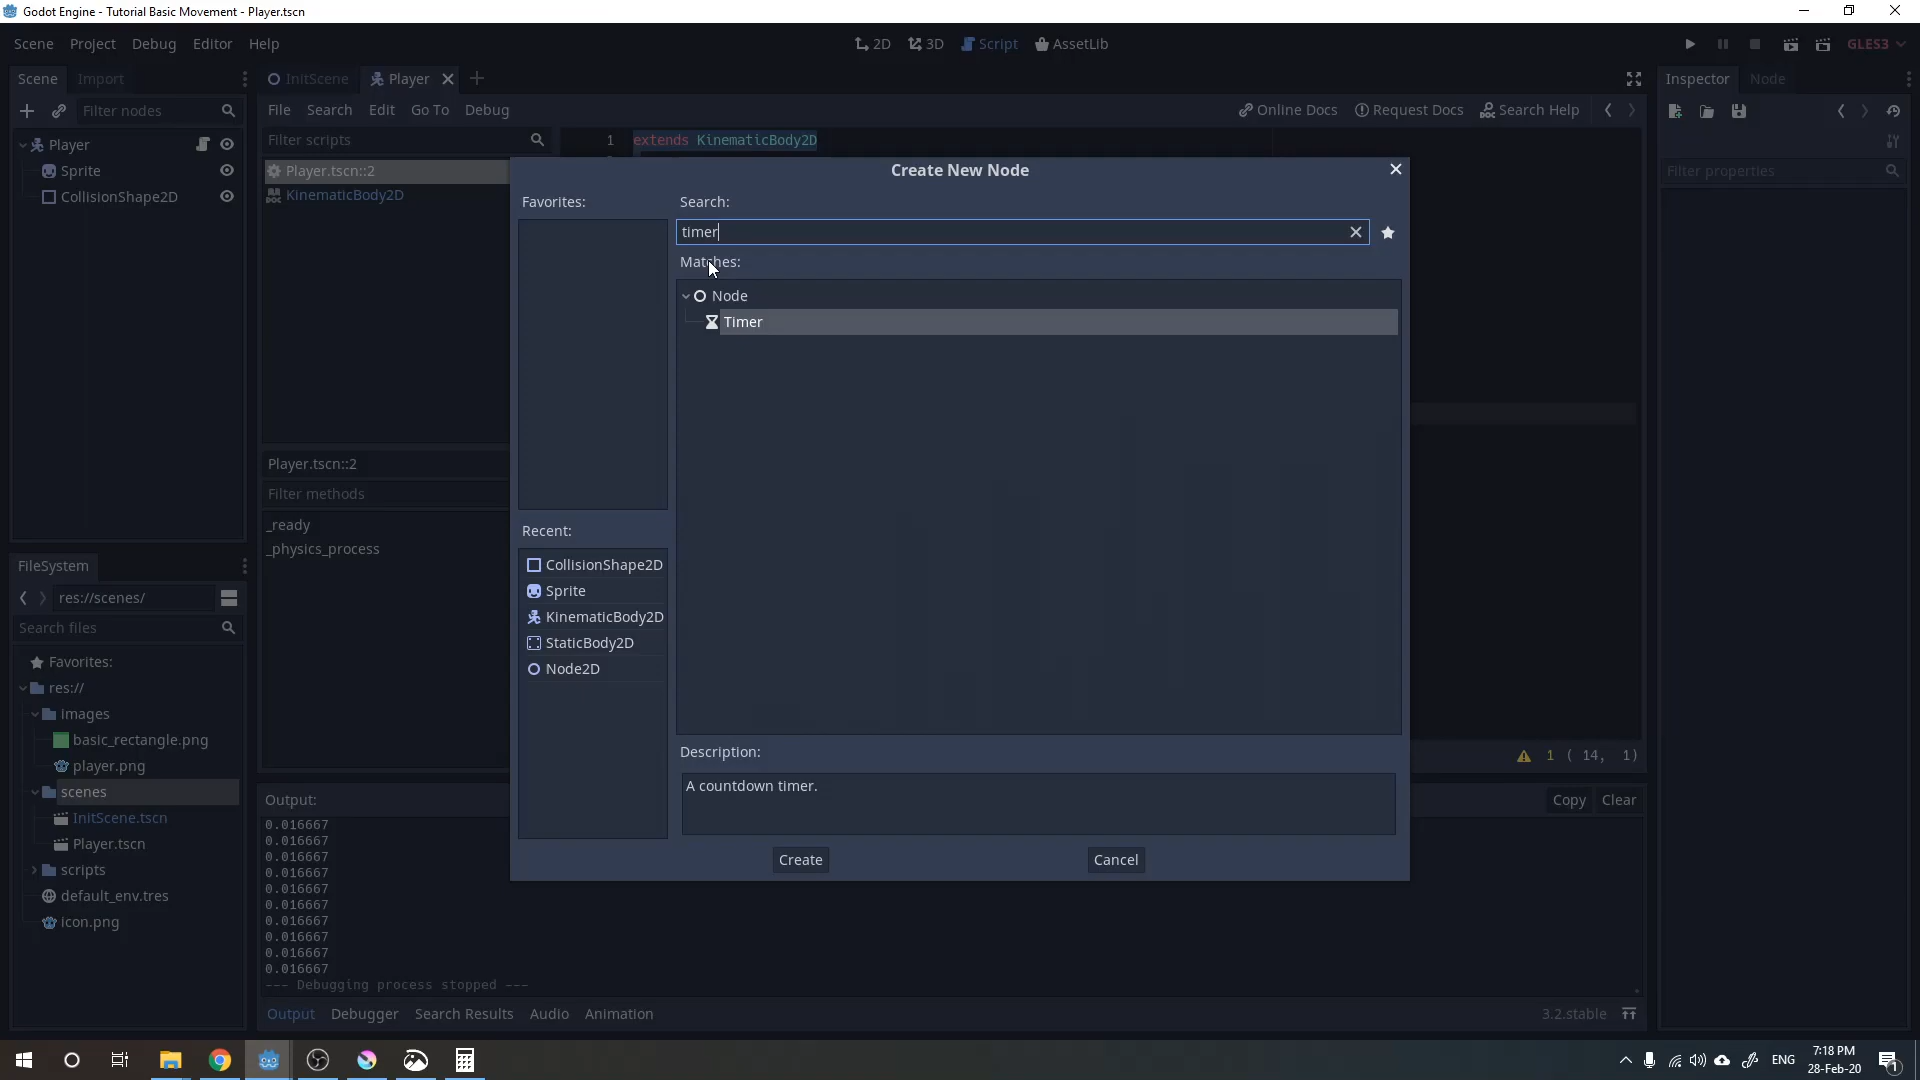 Godot Engine - Tutorial Basic Movement - Player.tscn
Scene Project Debug Editor Help
2D 3D Script AssetLib
GLES3
Scene Import
InitScene Player
Inspector Node
Filter nodes
File Search Edit Go To Debug
Online Docs Request Docs Search Help
Player
Sprite
CollisionShape2D
Filter scripts
Player.tscn::2
KinematicBody2D
1 extends KinematicBody2D
Filter properties
Create New Node
Favorites:
Search:
timer
Matches:
Node
Timer
Recent:
CollisionShape2D
Sprite
KinematicBody2D
StaticBody2D
Node2D
Description:
A countdown timer.
Create Cancel
Player.tscn::2
Filter methods
_ready
_physics_process
1 ( 14, 1)
FileSystem
res://scenes/
Search files
Favorites:
res://
images
basic_rectangle.png
player.png
scenes
InitScene.tscn
Player.tscn
scripts
default_env.tres
icon.png
Output:
Copy Clear
0.016667
0.016667
0.016667
0.016667
0.016667
0.016667
0.016667
0.016667
0.016667
0.016667
--- Debugging process stopped ---
Output Debugger Search Results Audio Animation
3.2.stable
ENG
7:18 PM
28-Feb-20
1